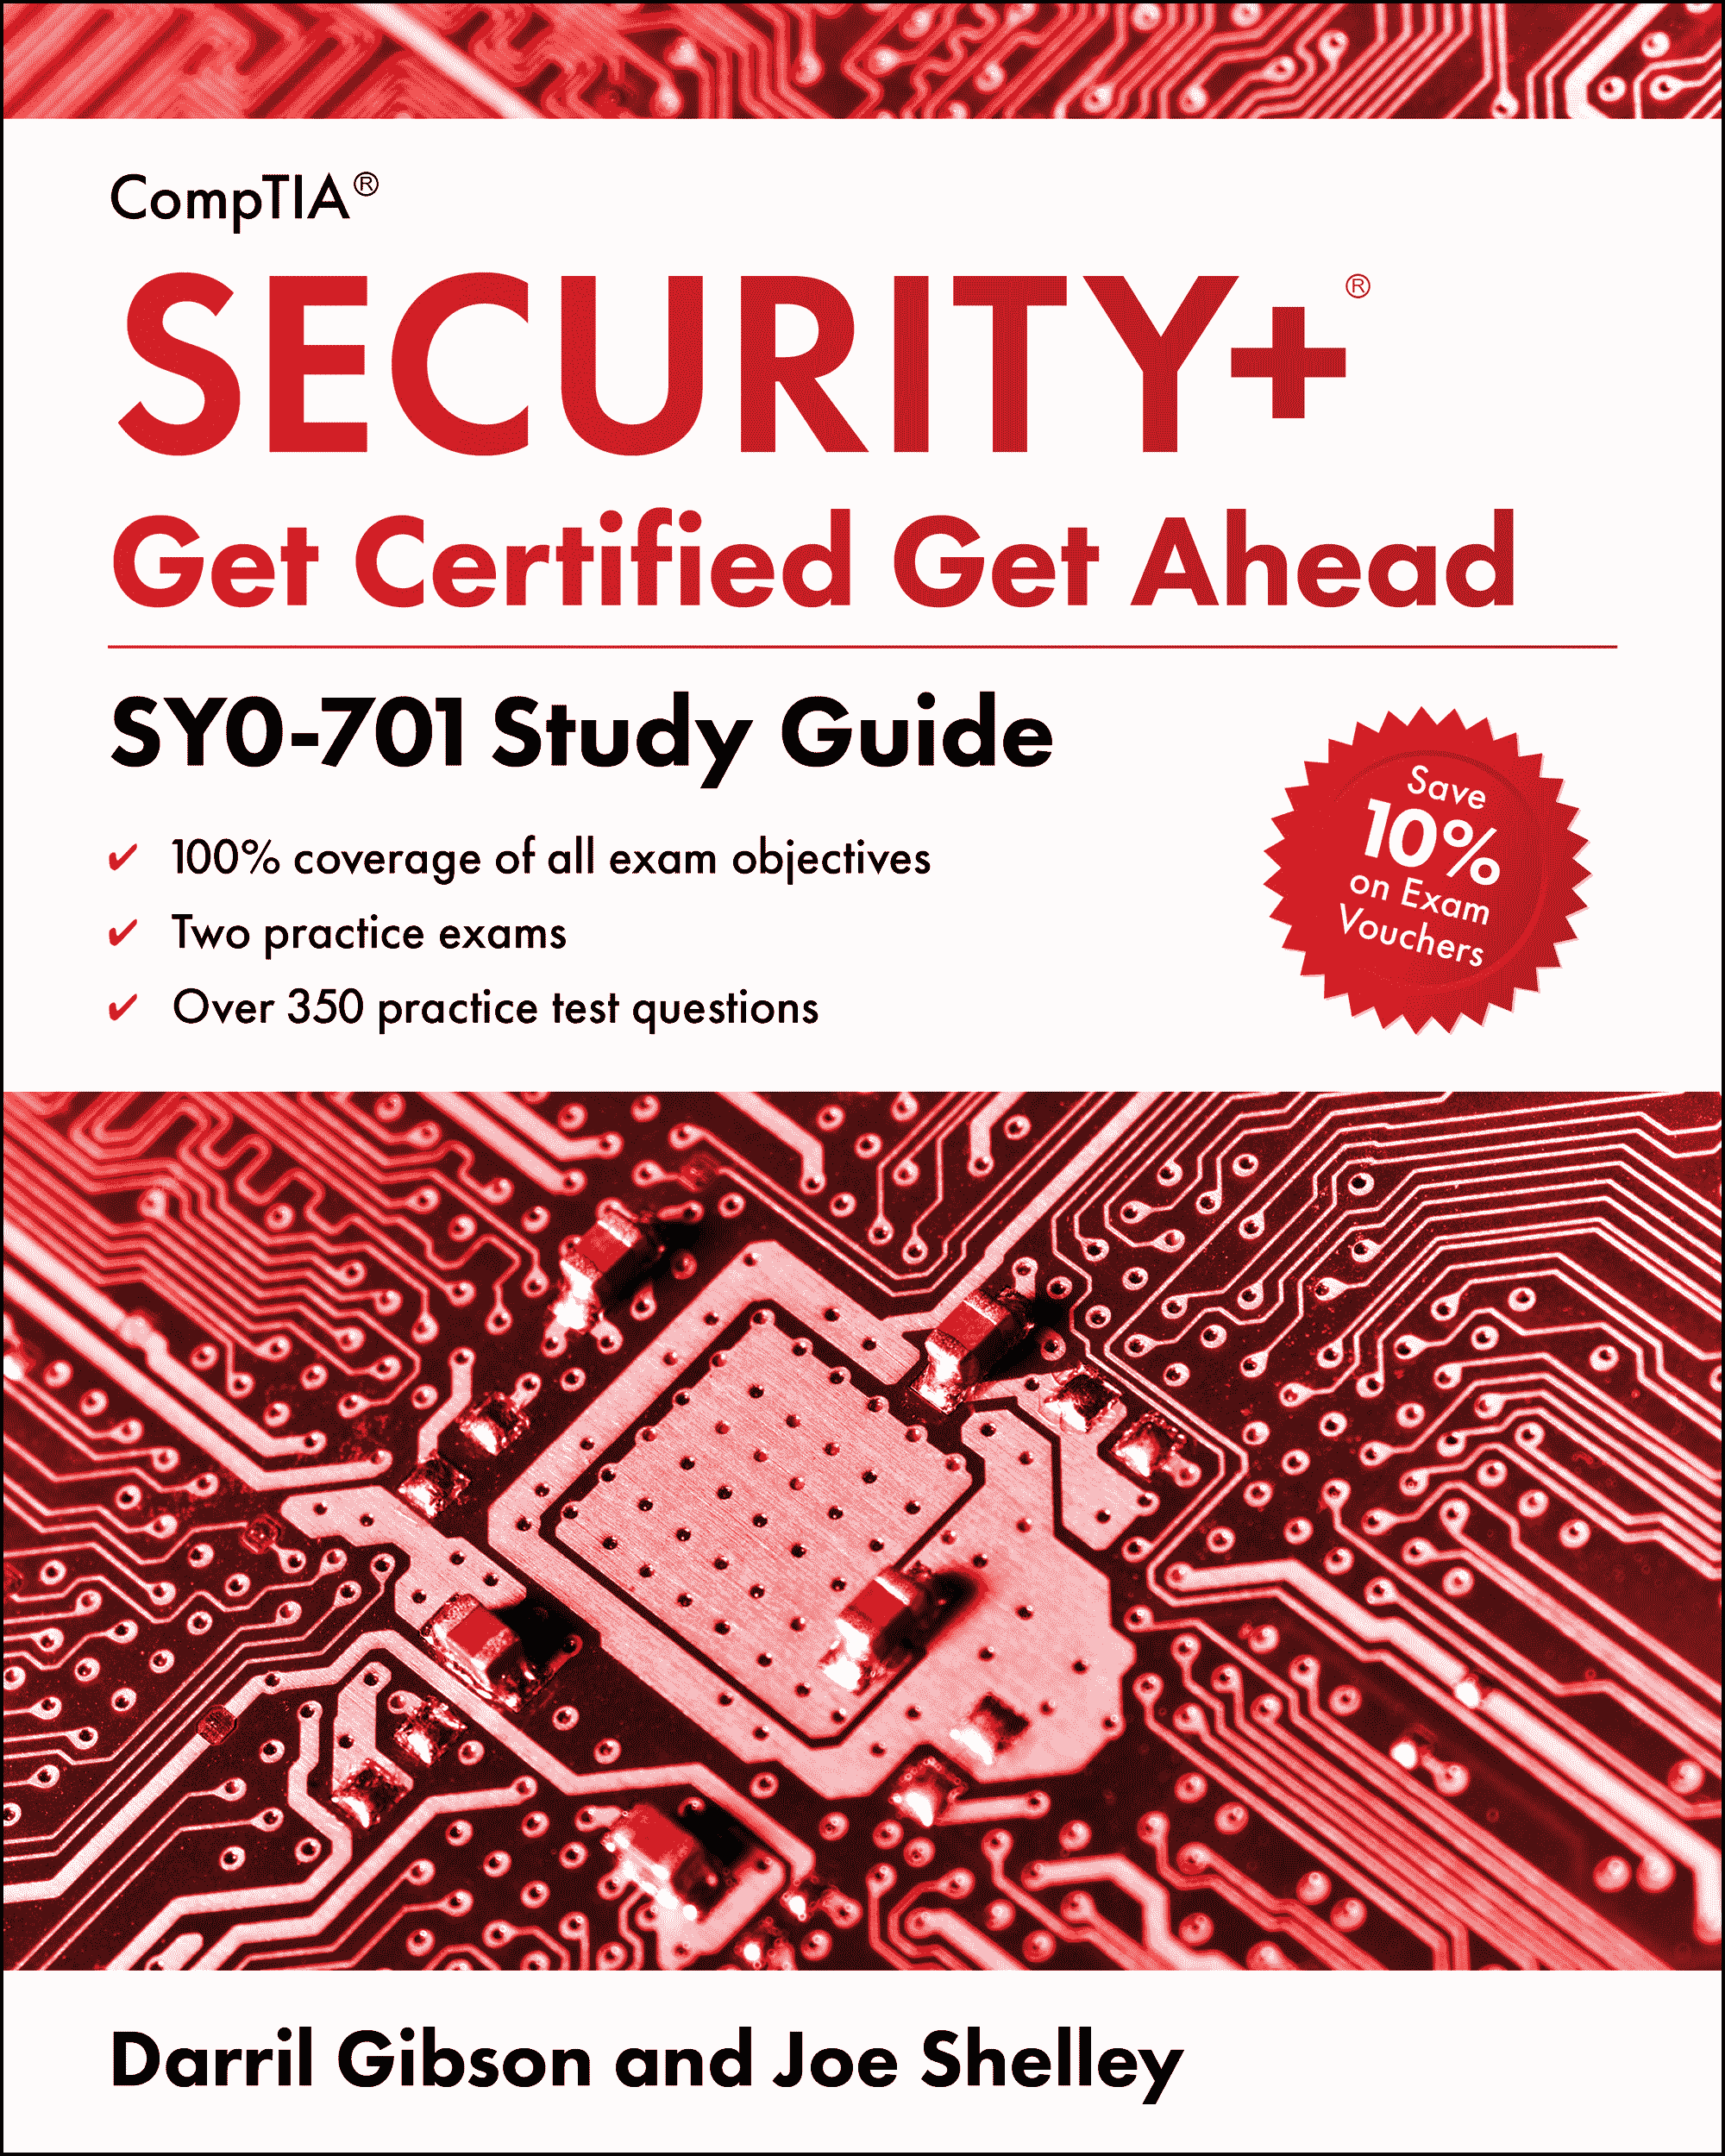 CompTIA®
SECURITY+®
Get Certified Get Ahead
SY0-701 Study Guide
✔ 100% coverage of all exam objectives
✔ Two practice exams
✔ Over 350 practice test questions
Save
10%
on Exam
Vouchers
Darril Gibson and Joe Shelley